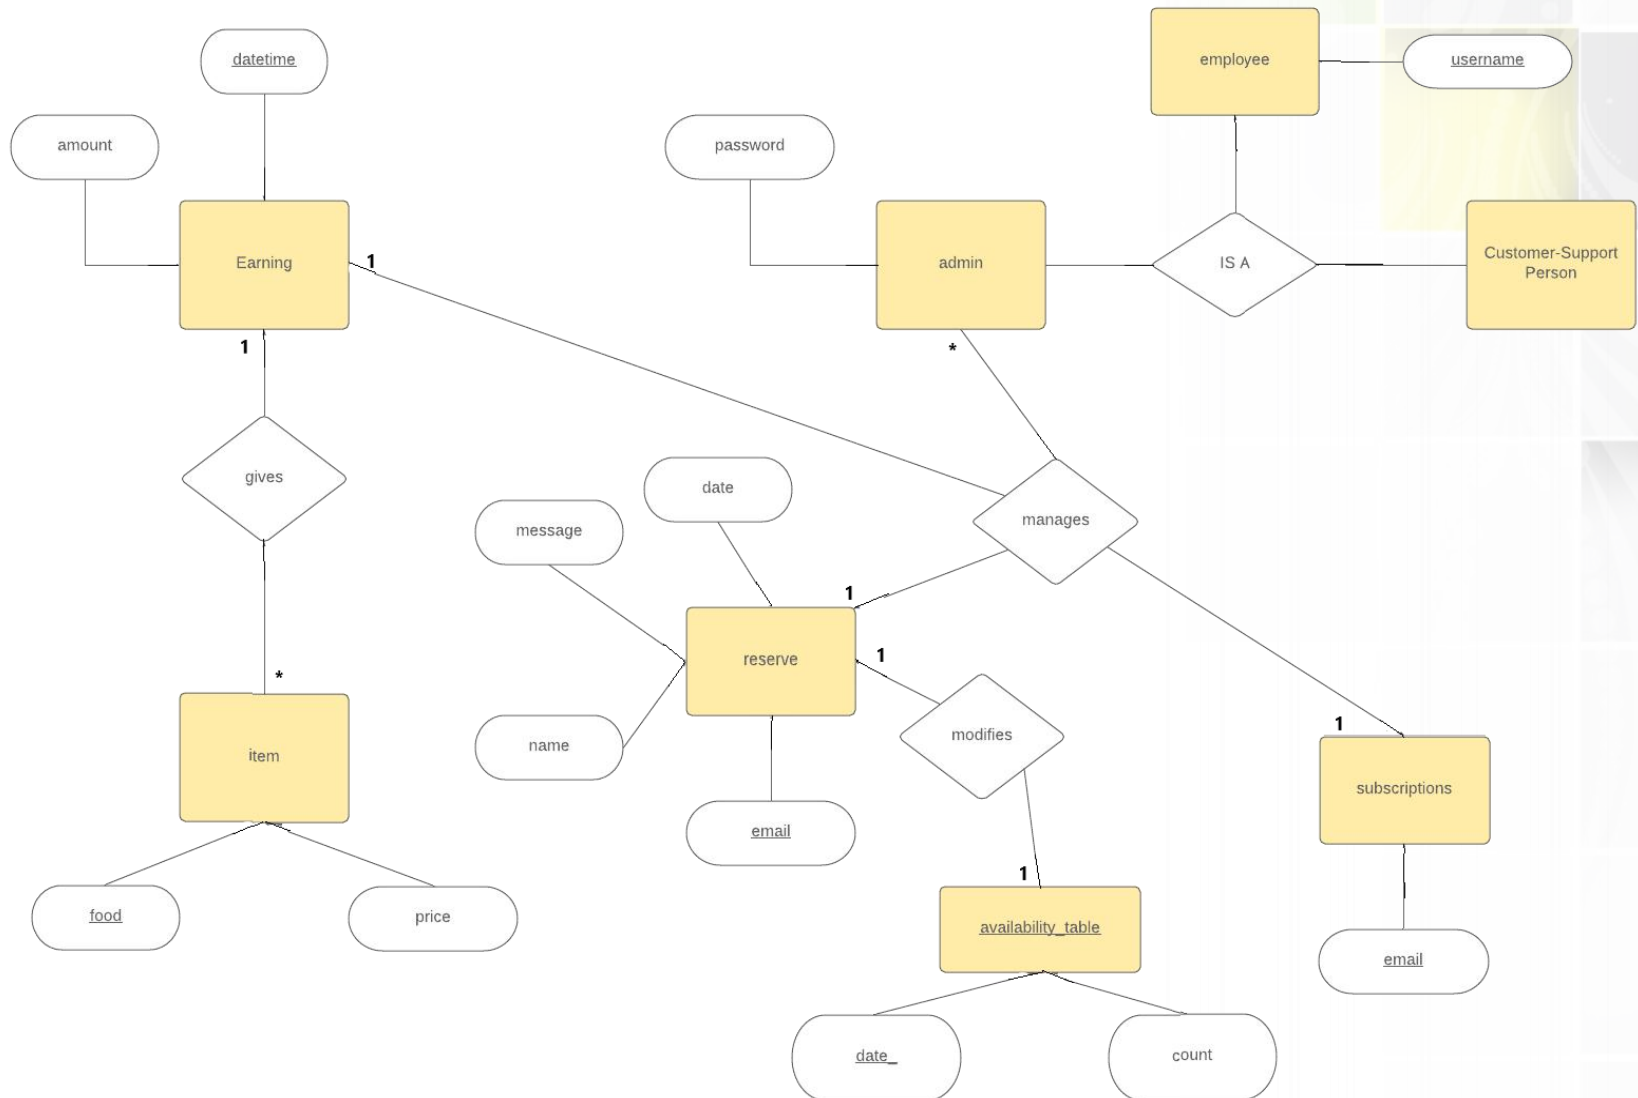 employee
username
datetime
amount
password
Earning
1
admin
IS A
Customer-Support
Person
1
*
gives
date
message
manages
1
reserve
1
*
item
name
modifies
1
subscriptions
email
1
food
price
availability_table
email
date_
count